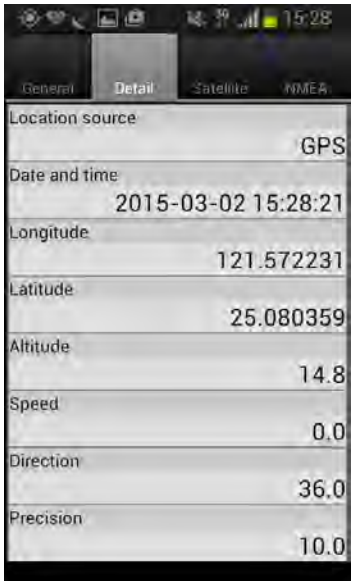 15:28
General Detail Satellite NMEA
Location source
GPS
Date and time
2015-03-02 15:28:21
Longitude
121.572231
Latitude
25.080359
Altitude
14.8
Speed
0.0
Direction
36.0
Precision
10.0